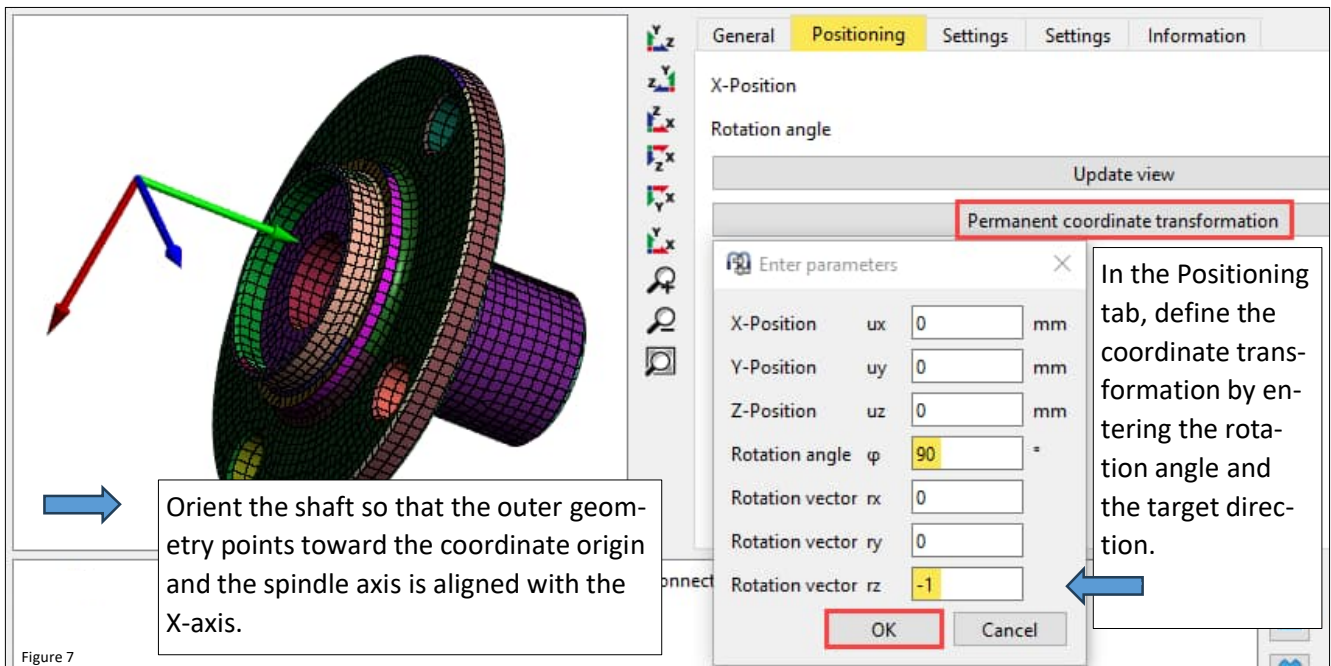 General Positioning Settings Settings Information
X-Position
Rotation angle
Update view
Permanent coordinate transformation
Enter parameters
X-Position ux 0 mm
Y-Position uy 0 mm
Z-Position uz 0 mm
Rotation angle φ 90 °
Rotation vector rx 0
Rotation vector ry 0
Rotation vector rz -1
OK Cancel
In the Positioning
tab, define the
coordinate trans-
formation by en-
tering the rota-
tion angle and
the target direc-
tion.
Orient the shaft so that the outer geom-
etry points toward the coordinate origin
and the spindle axis is aligned with the
X-axis.
Figure 7
Y Z
Z Y
Z X
Z X
Y X
Y X